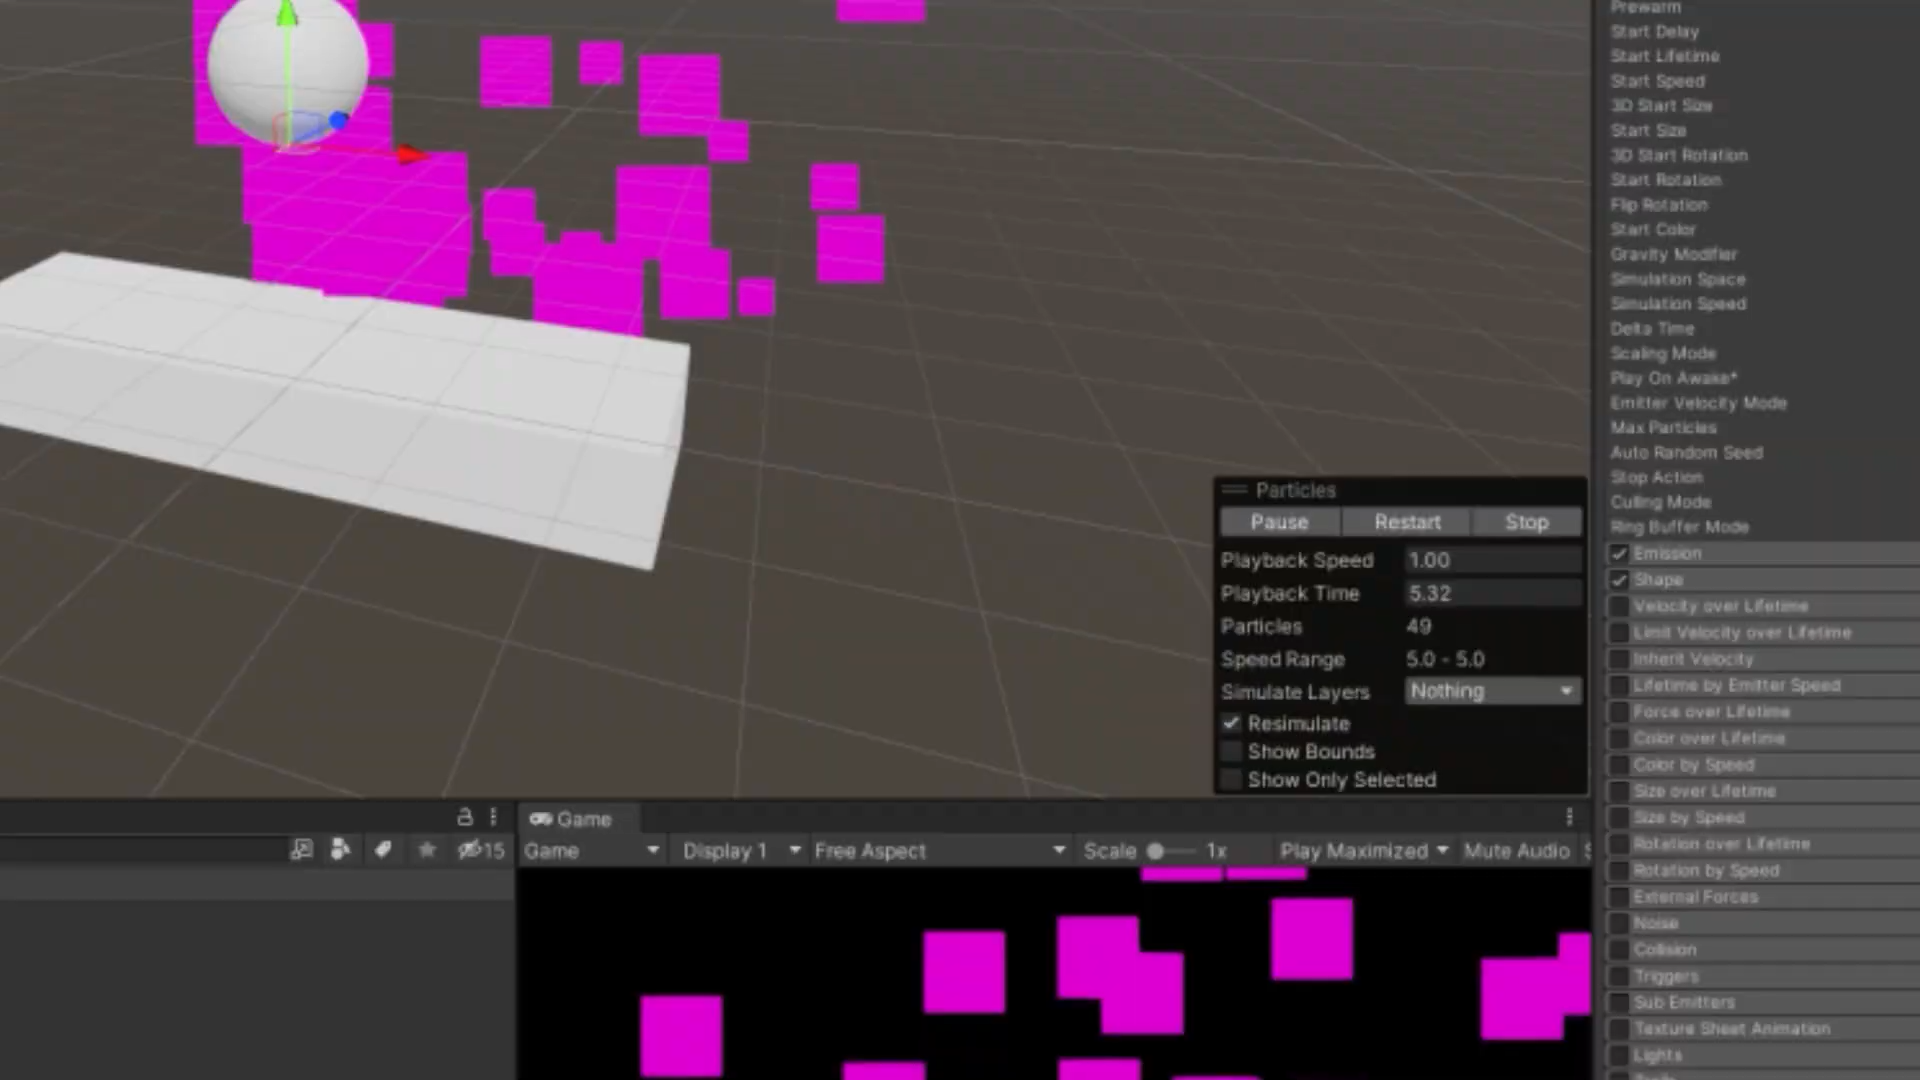 Prewarm
Start Delay
Start Lifetime
Start Speed
3D Start Size
Start Size
3D Start Rotation
Start Rotation
Flip Rotation
Start Color
Gravity Modifier
Simulation Space
Simulation Speed
Delta Time
Scaling Mode
Play On Awake*
Emitter Velocity Mode
Max Particles
Auto Random Seed
Stop Action
Culling Mode
Ring Buffer Mode
Emission
Shape
Velocity over Lifetime
Limit Velocity over Lifetime
Inherit Velocity
Lifetime by Emitter Speed
Force over Lifetime
Color over Lifetime
Color by Speed
Size over Lifetime
Size by Speed
Rotation over Lifetime
Rotation by Speed
External Forces
Noise
Collision
Triggers
Sub Emitters
Texture Sheet Animation
Lights
Particles
Pause Restart Stop
Playback Speed 1.00
Playback Time 5.32
Particles 49
Speed Range 5.0 - 5.0
Simulate Layers Nothing
Resimulate
Show Bounds
Show Only Selected
Game
15 Game Display 1 Free Aspect Scale 1x Play Maximized Mute Audio